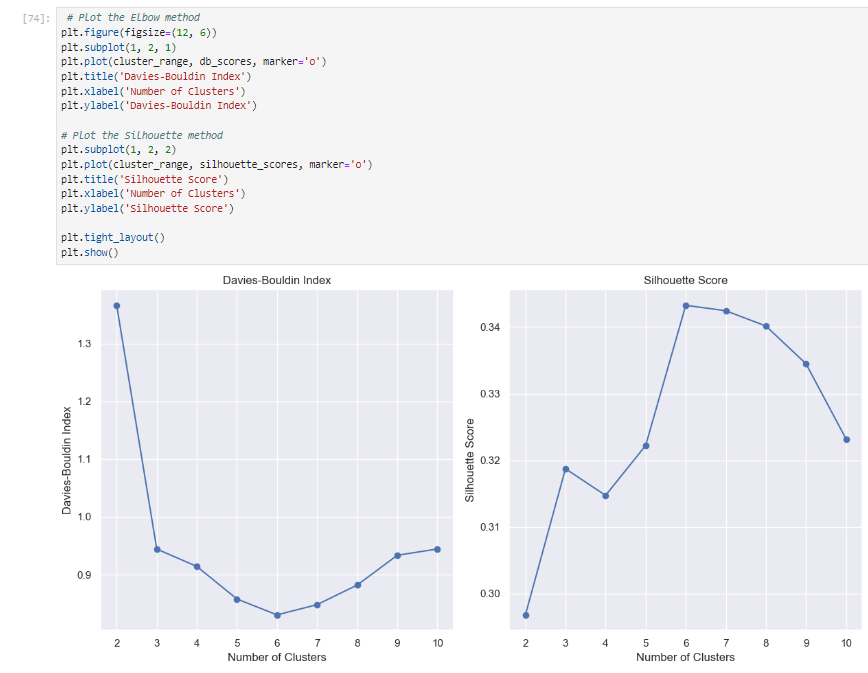 [74]: # Plot the Elbow method
plt.figure(figsize=(12, 6))
plt.subplot(1, 2, 1)
plt.plot(cluster_range, db_scores, marker='o')
plt.title('Davies-Bouldin Index')
plt.xlabel('Number of Clusters')
plt.ylabel('Davies-Bouldin Index')
# Plot the Silhouette method
plt.subplot(1, 2, 2)
plt.plot(cluster_range, silhouette_scores, marker='o')
plt.title('Silhouette Score')
plt.xlabel('Number of Clusters')
plt.ylabel('Silhouette Score')
plt.tight_layout()
plt.show()
Davies-Bouldin Index
1.3
1.2
1.1
1.0
0.9
Davies-Bouldin Index
2 3 4 5 6 7 8 9 10
Number of Clusters
Silhouette Score
0.34
0.33
0.32
0.31
0.30
Silhouette Score
2 3 4 5 6 7 8 9 10
Number of Clusters